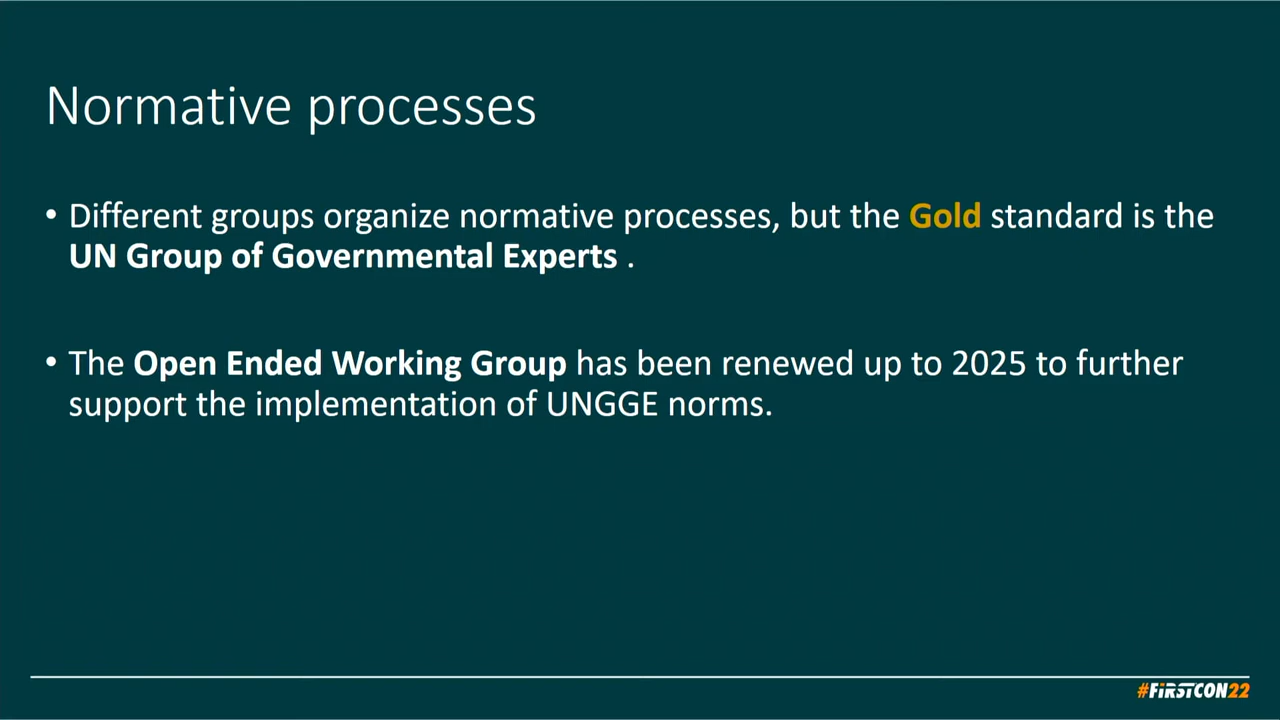 Normative processes
• Different groups organize normative processes, but the Gold standard is the
UN Group of Governmental Experts .
• The Open Ended Working Group has been renewed up to 2025 to further
support the implementation of UNGGE norms.
#FiRSTCON22